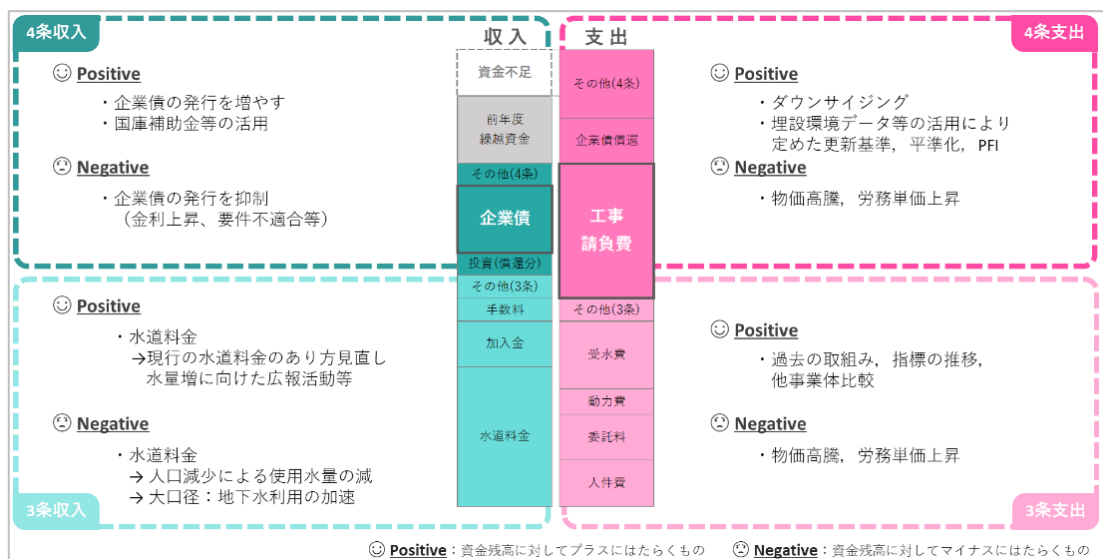 4条収入
Positive
・企業債の発行を増やす
・国庫補助金等の活用
Negative
・企業債の発行を抑制
（金利上昇、要件不適合等）
収入
資金不足
前年度
繰越資金
その他(4条)
企業債
投資(償還分)
その他(3条)
手数料
加入金
水道料金
支出
その他(4条)
企業債償還
工事
請負費
その他(3条)
受水費
動力費
委託料
人件費
4条支出
Positive
・ダウンサイジング
・埋設環境データ等の活用により
定めた更新基準，平準化，PFI
Negative
・物価高騰，労務単価上昇
Positive
・水道料金
→現行の水道料金のあり方見直し
水量増に向けた広報活動等
Negative
・水道料金
→ 人口減少による使用水量の減
→ 大口径：地下水利用の加速
3条収入
Positive
・過去の取組み，指標の推移，
他事業体比較
Negative
・物価高騰，労務単価上昇
3条支出
Positive：資金残高に対してプラスにはたらくもの
Negative：資金残高に対してマイナスにはたらくもの